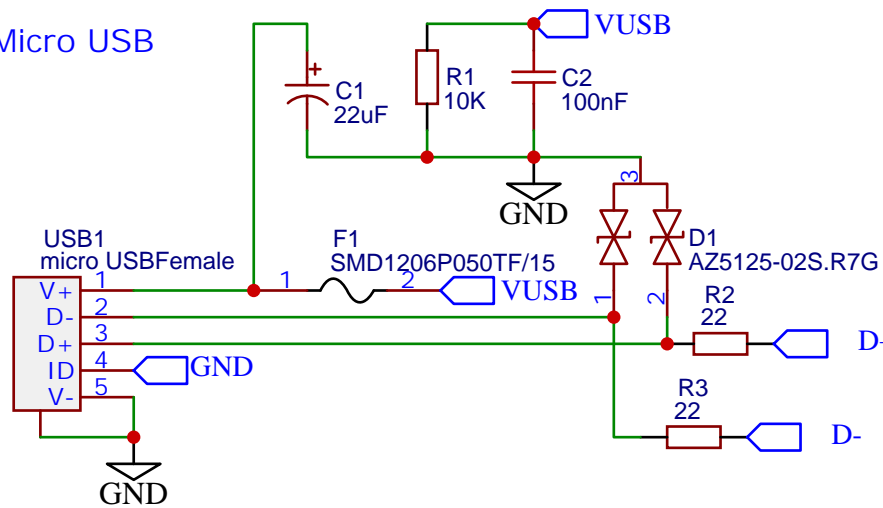 Micro USB
VUSB
C1
22uF
R1
10K
C2
100nF
GND
3
USB1
micro USBFemale
F1
SMD1206P050TF/15
D1
AZ5125-02S.R7G
V+ 1
1
2
VUSB
1
2
D- 2
R2
22
D+ 3
ID 4
GND
V- 5
R3
22
D-
GND